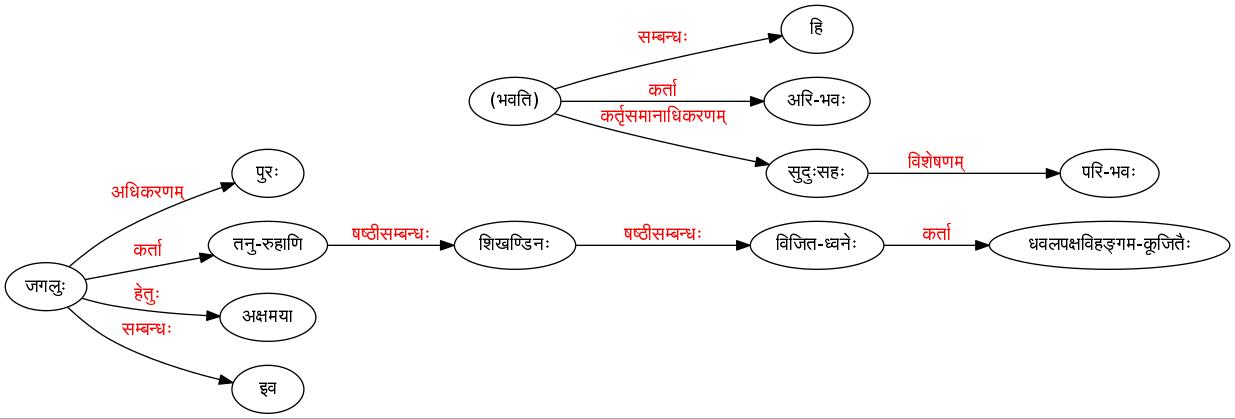 हि
सम्बन्धः
(भवति)
कर्ता
अरि-भवः
कर्तृसमानाधिकरणम्
सुदुःसहः
विशेषणम्
परि-भवः
पुरः
अधिकरणम्
कर्ता
तनु-रुहाणि
षष्ठीसम्बन्धः
शिखण्डिनः
षष्ठीसम्बन्धः
विजित-ध्वनेः
कर्ता
धवलपक्षविहङ्गम-कूजितैः
जगलुः
हेतुः
अक्षमया
सम्बन्धः
इव